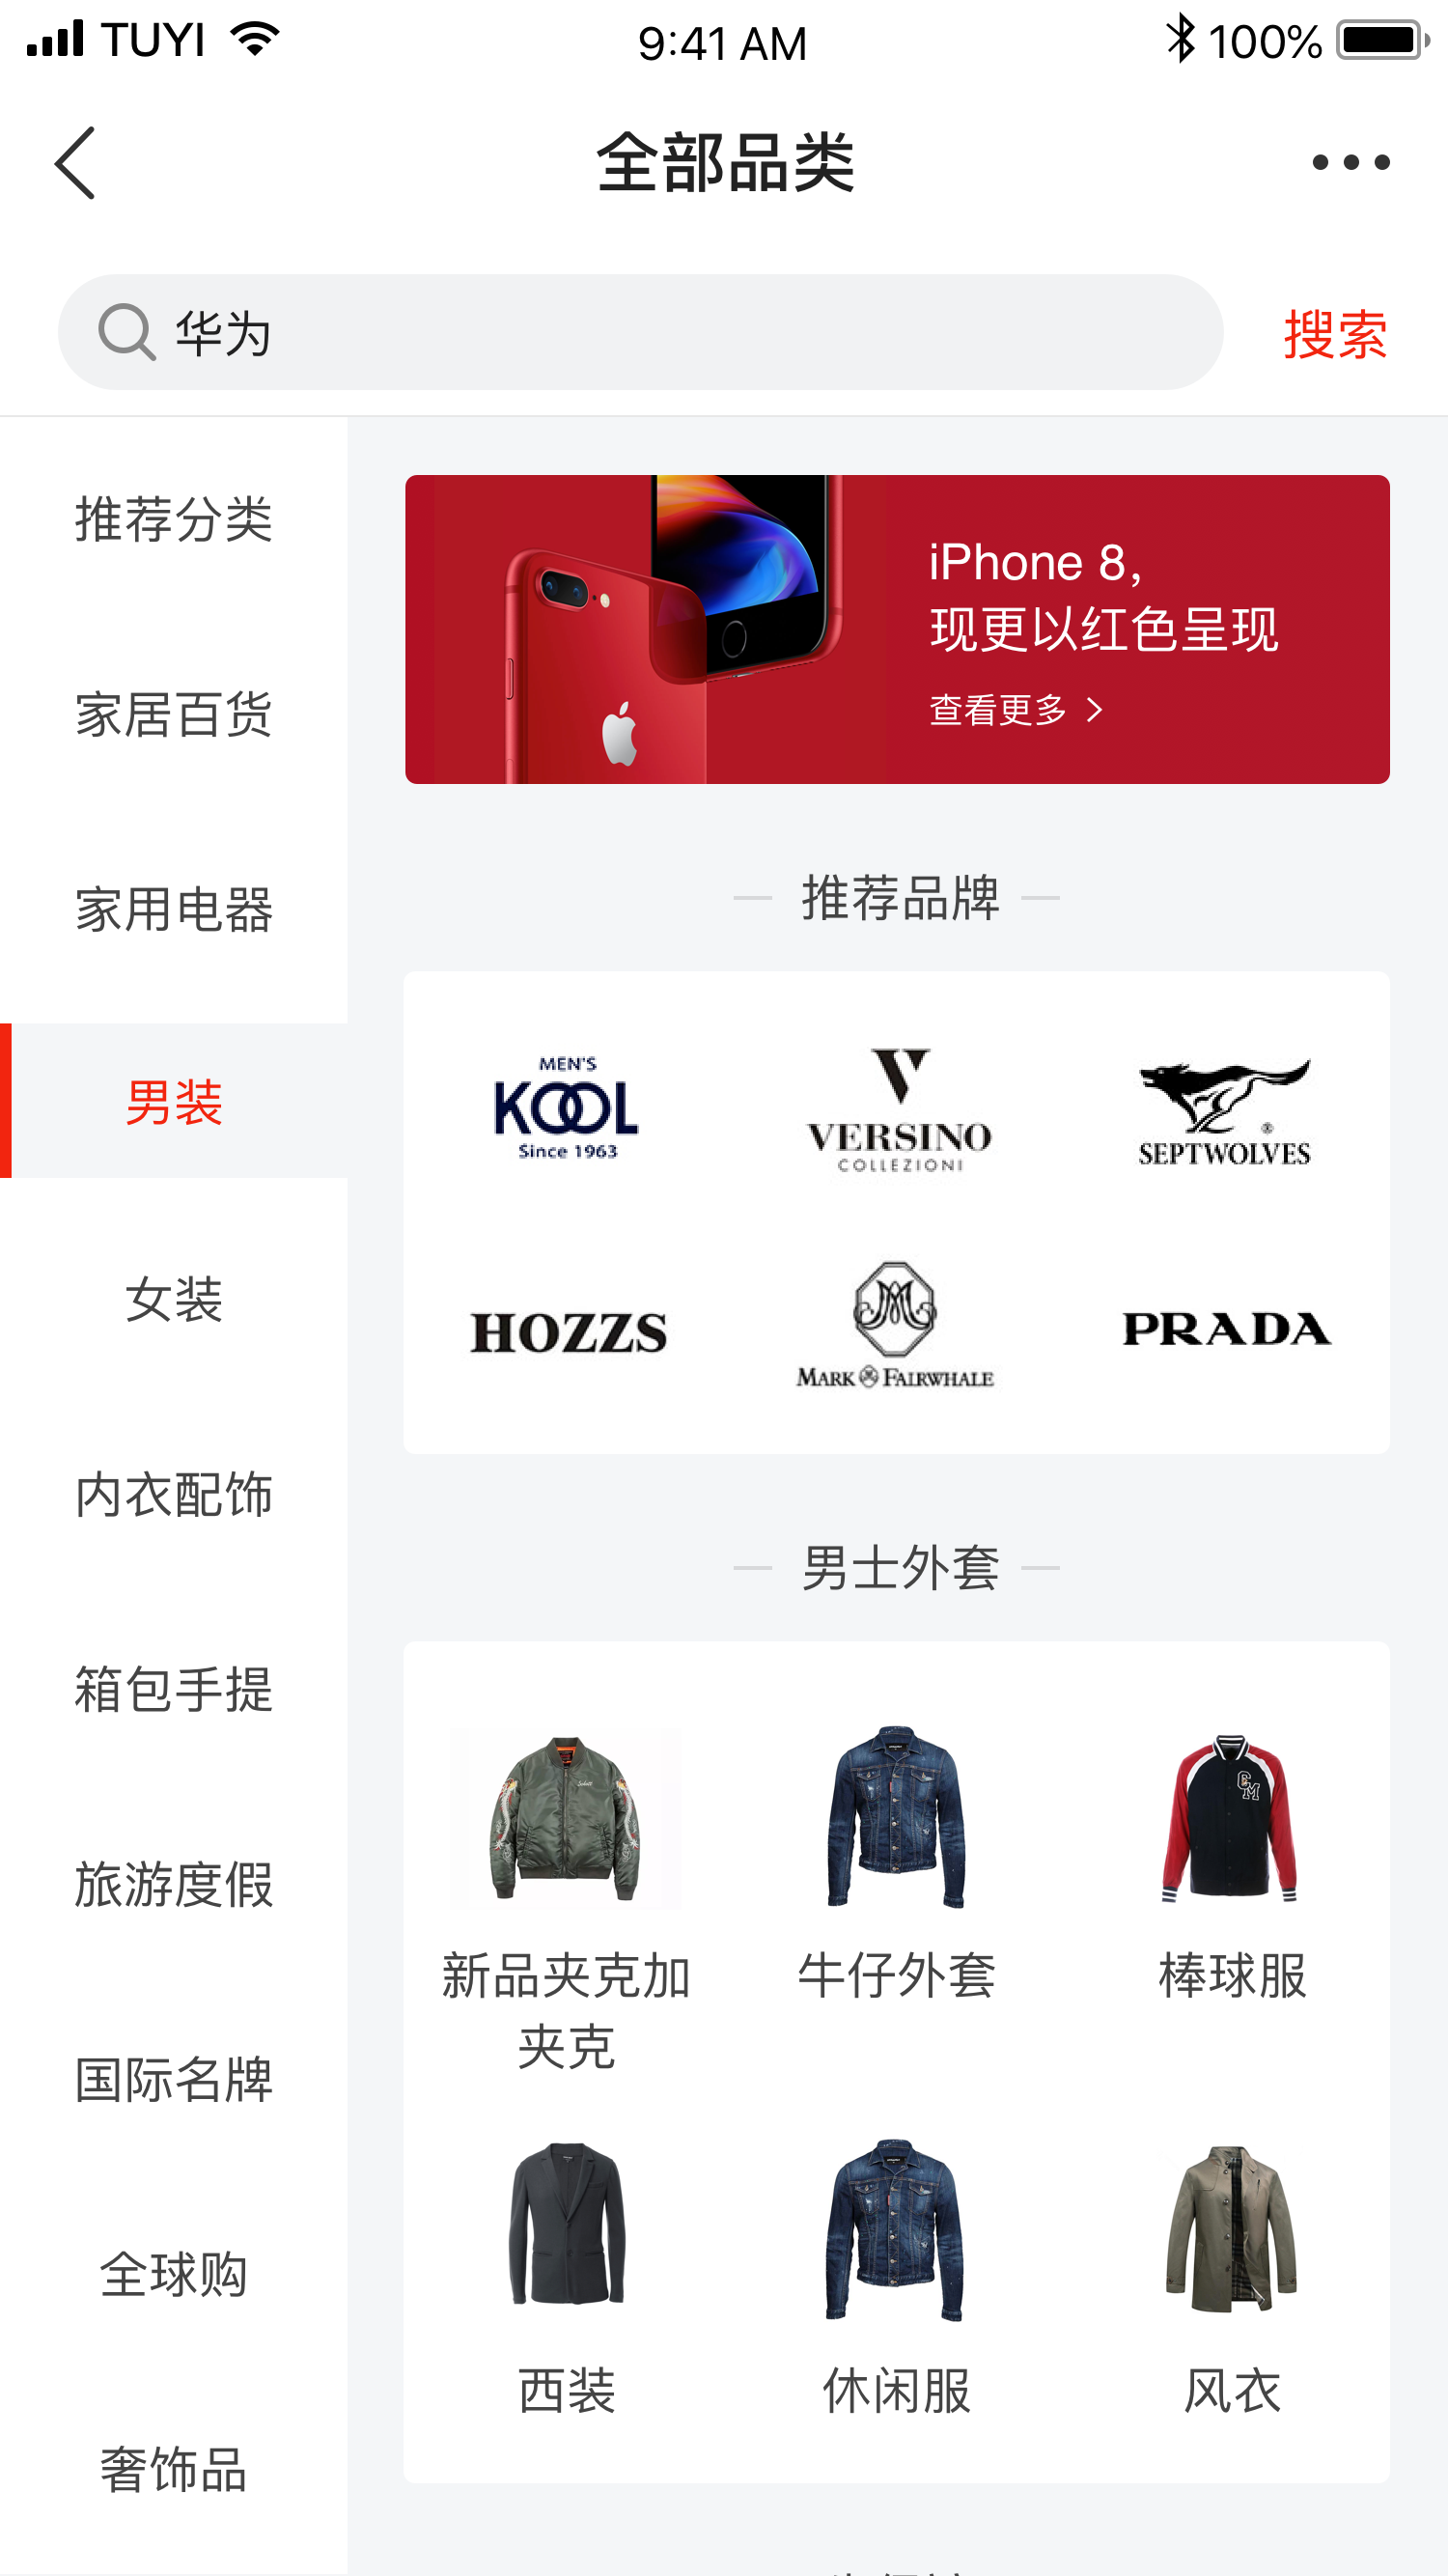 TUYI
9:41 AM
100%
全部品类
华为
搜索
推荐分类
家居百货
家用电器
男装
女装
内衣配饰
箱包手提
旅游度假
国际名牌
全球购
奢饰品
iPhone 8,
现更以红色呈现
查看更多
推荐品牌
MEN'S
KOOL
Since 1963
VERSINO
COLLEZIONI
SEPTWOLVES
HOZZS
MARK FAIRWHALE
PRADA
男士外套
新品夹克加
夹克
牛仔外套
棒球服
西装
休闲服
风衣